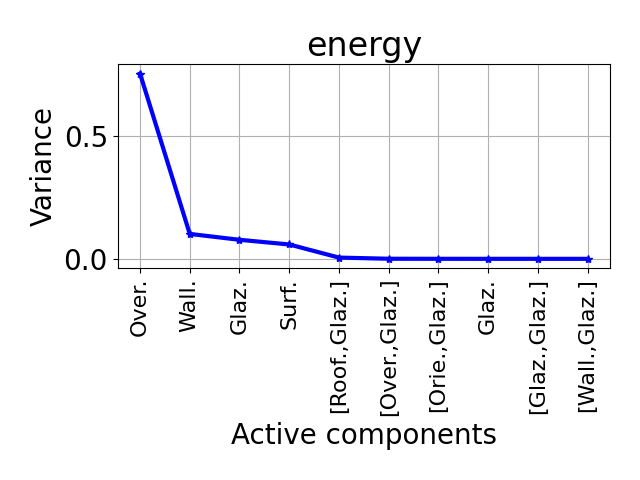 energy
Variance
0.5
0.0
Over.
Wall.
Glaz.
Surf.
[Roof.,Glaz.]
[Over.,Glaz.]
[Orie.,Glaz.]
Glaz.
[Glaz.,Glaz.]
[Wall.,Glaz.]
Active components